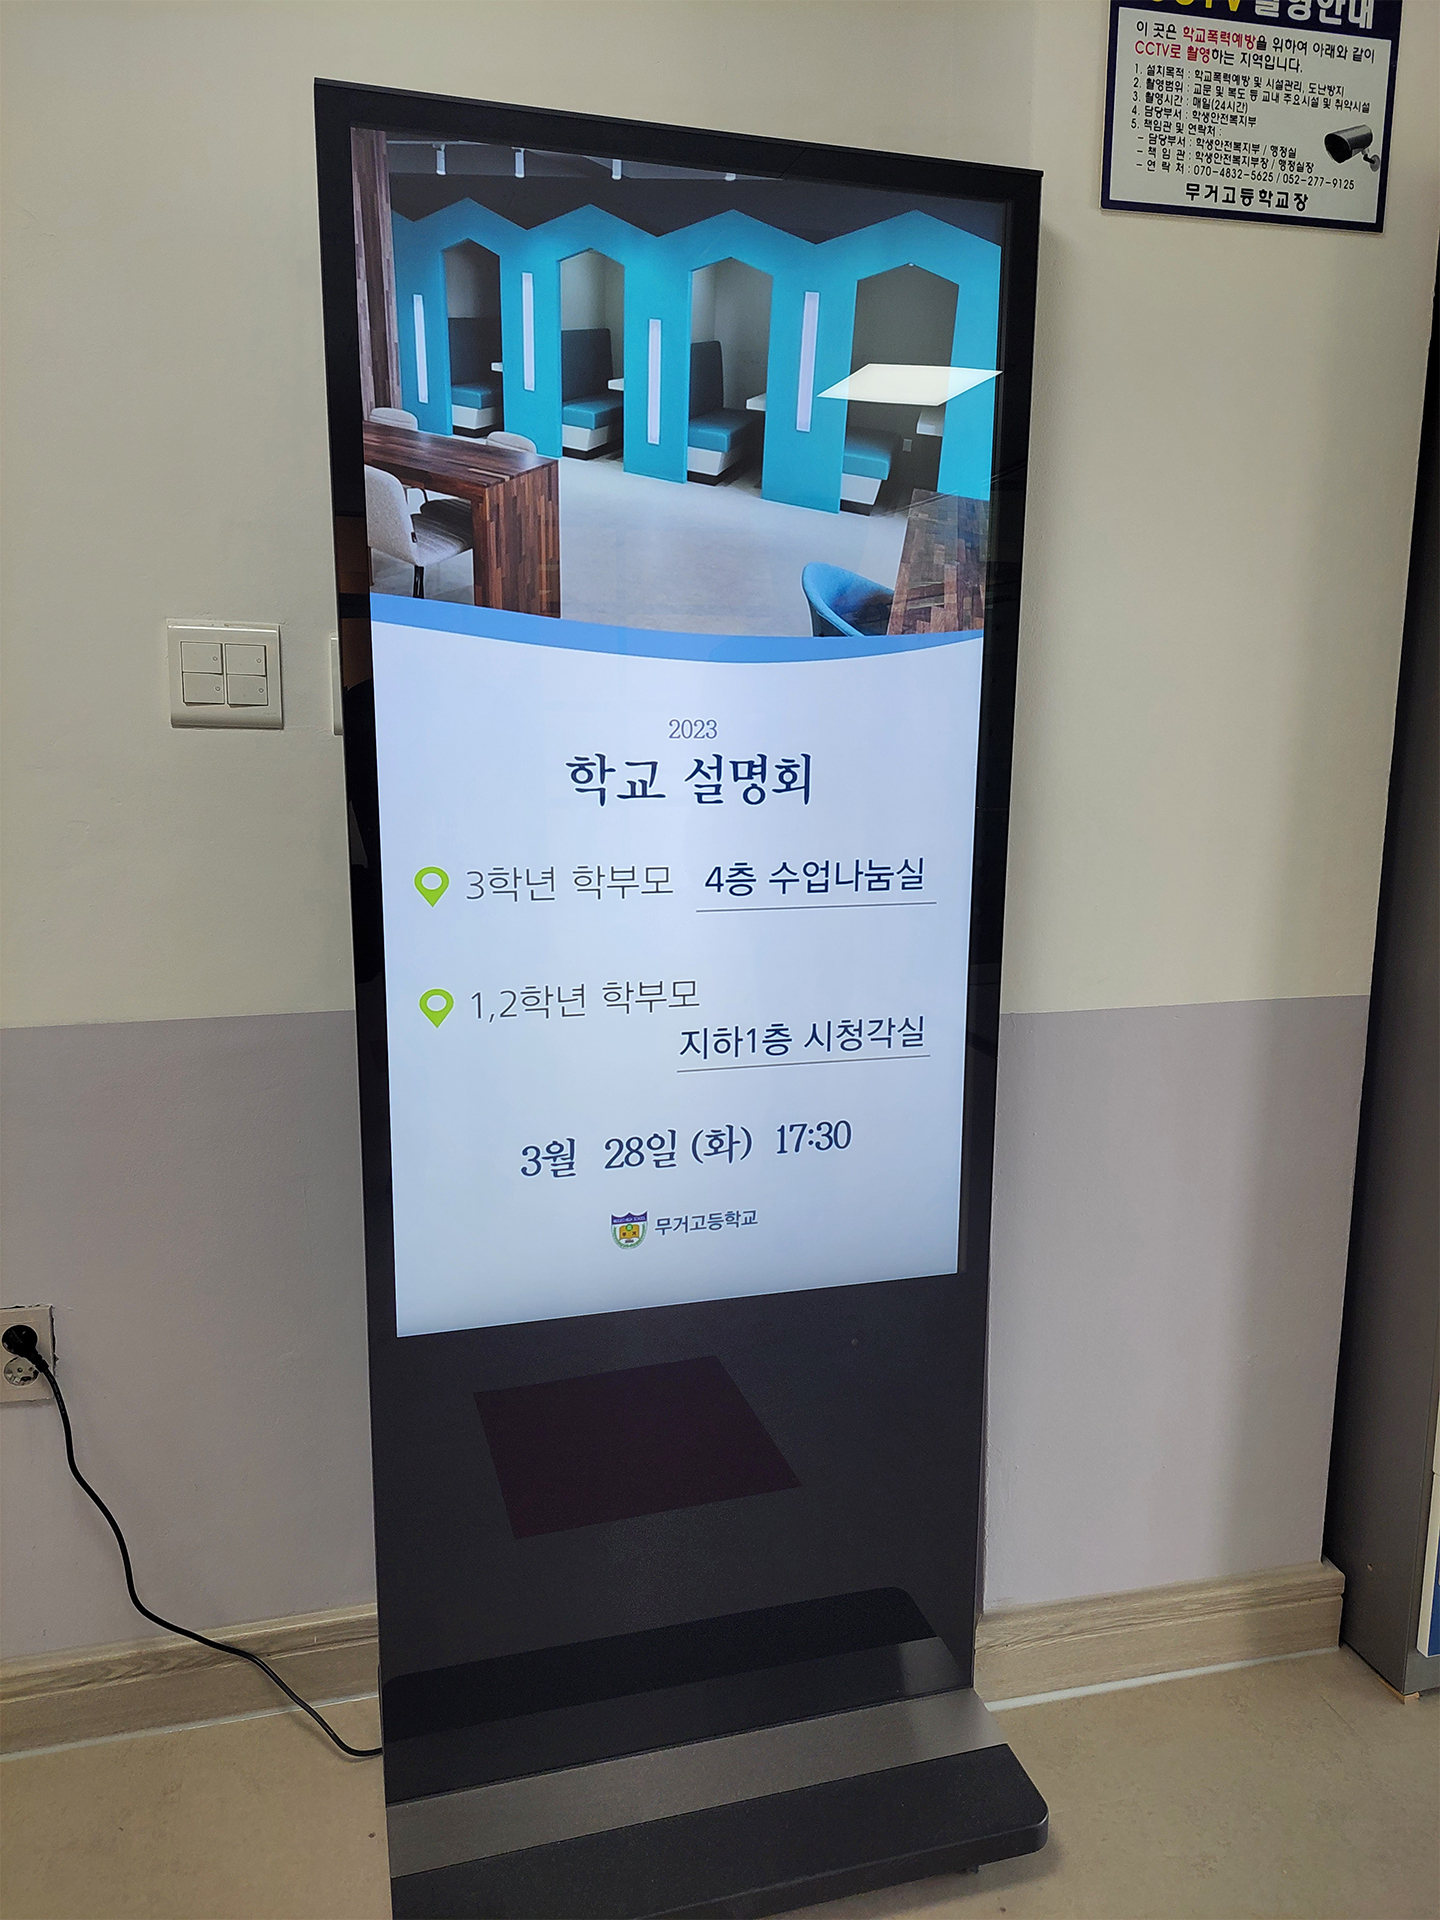 CCTV 촬영안내
이 곳은 학교폭력예방을 위하여 아래와 같이
CCTV로 촬영하는 지역입니다.
1. 설치목적 : 학교폭력예방 및 시설관리, 도난방지
2. 촬영범위 : 교문 및 복도 등 교내 주요시설 및 취약시설
3. 촬영시간 : 매일(24시간)
4. 담당부서 : 학생안전복지부
5. 책임관 및 연락처 :
- 담당부서 : 학생안전복지부 / 행정실
- 책 임 관 : 학생안전복지부장 / 행정실장
- 연 락 처 : 070-4832-5625 / 052-277-9125
무거고등학교장
2023
학교 설명회
3학년 학부모 4층 수업나눔실
1,2학년 학부모
지하1층 시청각실
3월 28일 (화) 17:30
무거고등학교